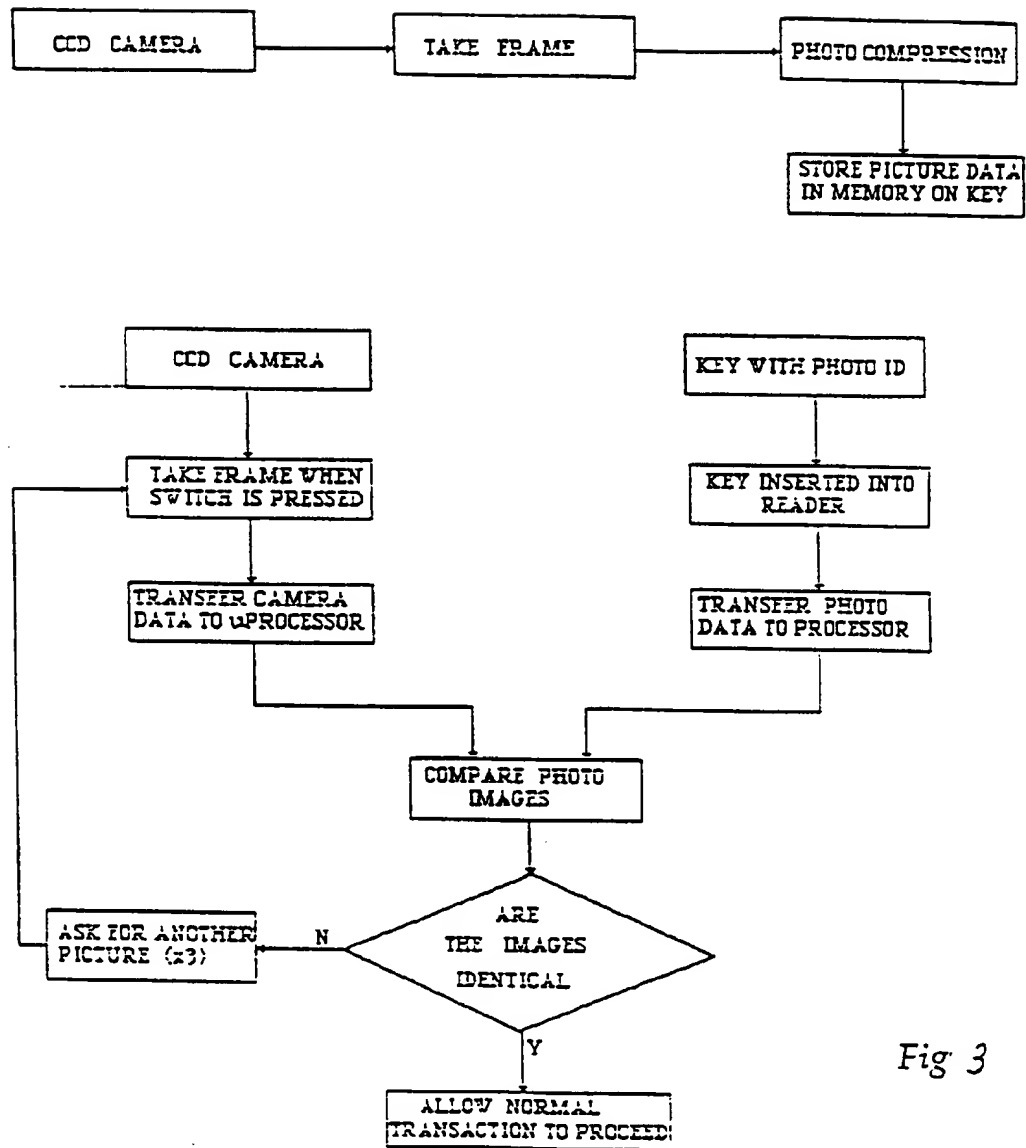 CCD CAMERA
TAKE FRAME
PHOTO COMPRESSION
STORE PICTURE DATA
IN MEMORY ON KEY
CCD CAMERA
KEY WITH PHOTO ID
TAKE FRAME WHEN
SWITCH IS PRESSED
KEY INSERTED INTO
READER
TRANSFER CAMERA
DATA TO uPROCESSOR
TRANSFER PHOTO
DATA TO PROCESSOR
COMPARE PHOTO
IMAGES
ARE
THE IMAGES
IDENTICAL
N
ASK FOR ANOTHER
PICTURE (x3)
Y
ALLOW NORMAL
TRANSACTION TO PROCEED
Fig 3